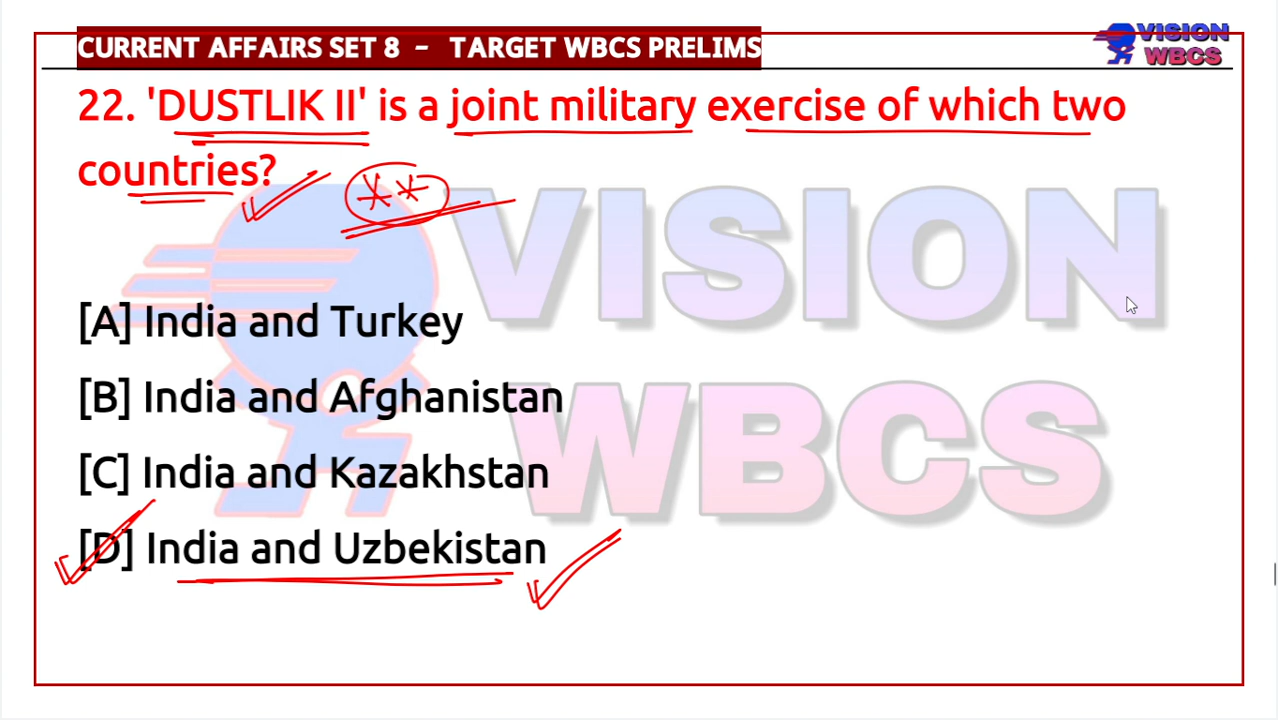 CURRENT AFFAIRS SET 8 - TARGET WBCS PRELIMS
VISION
WBCS
22. 'DUSTLIK II' is a joint military exercise of which two
countries?
VISION
WBCS
[A] India and Turkey
[B] India and Afghanistan
[C] India and Kazakhstan
[D] India and Uzbekistan